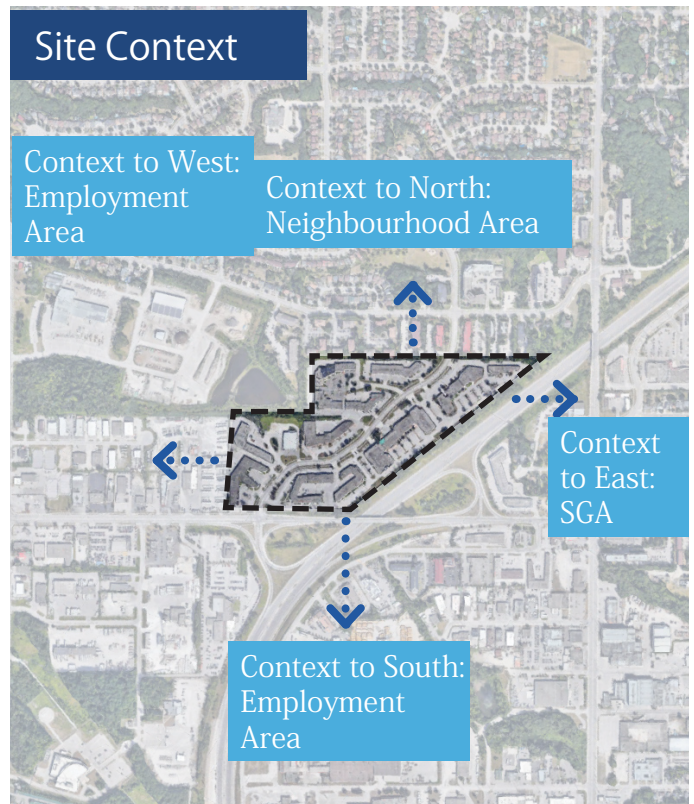 Site Context
Context to West:
Employment
Area
Context to North:
Neighbourhood Area
Context
to East:
SGA
Context to South:
Employment
Area